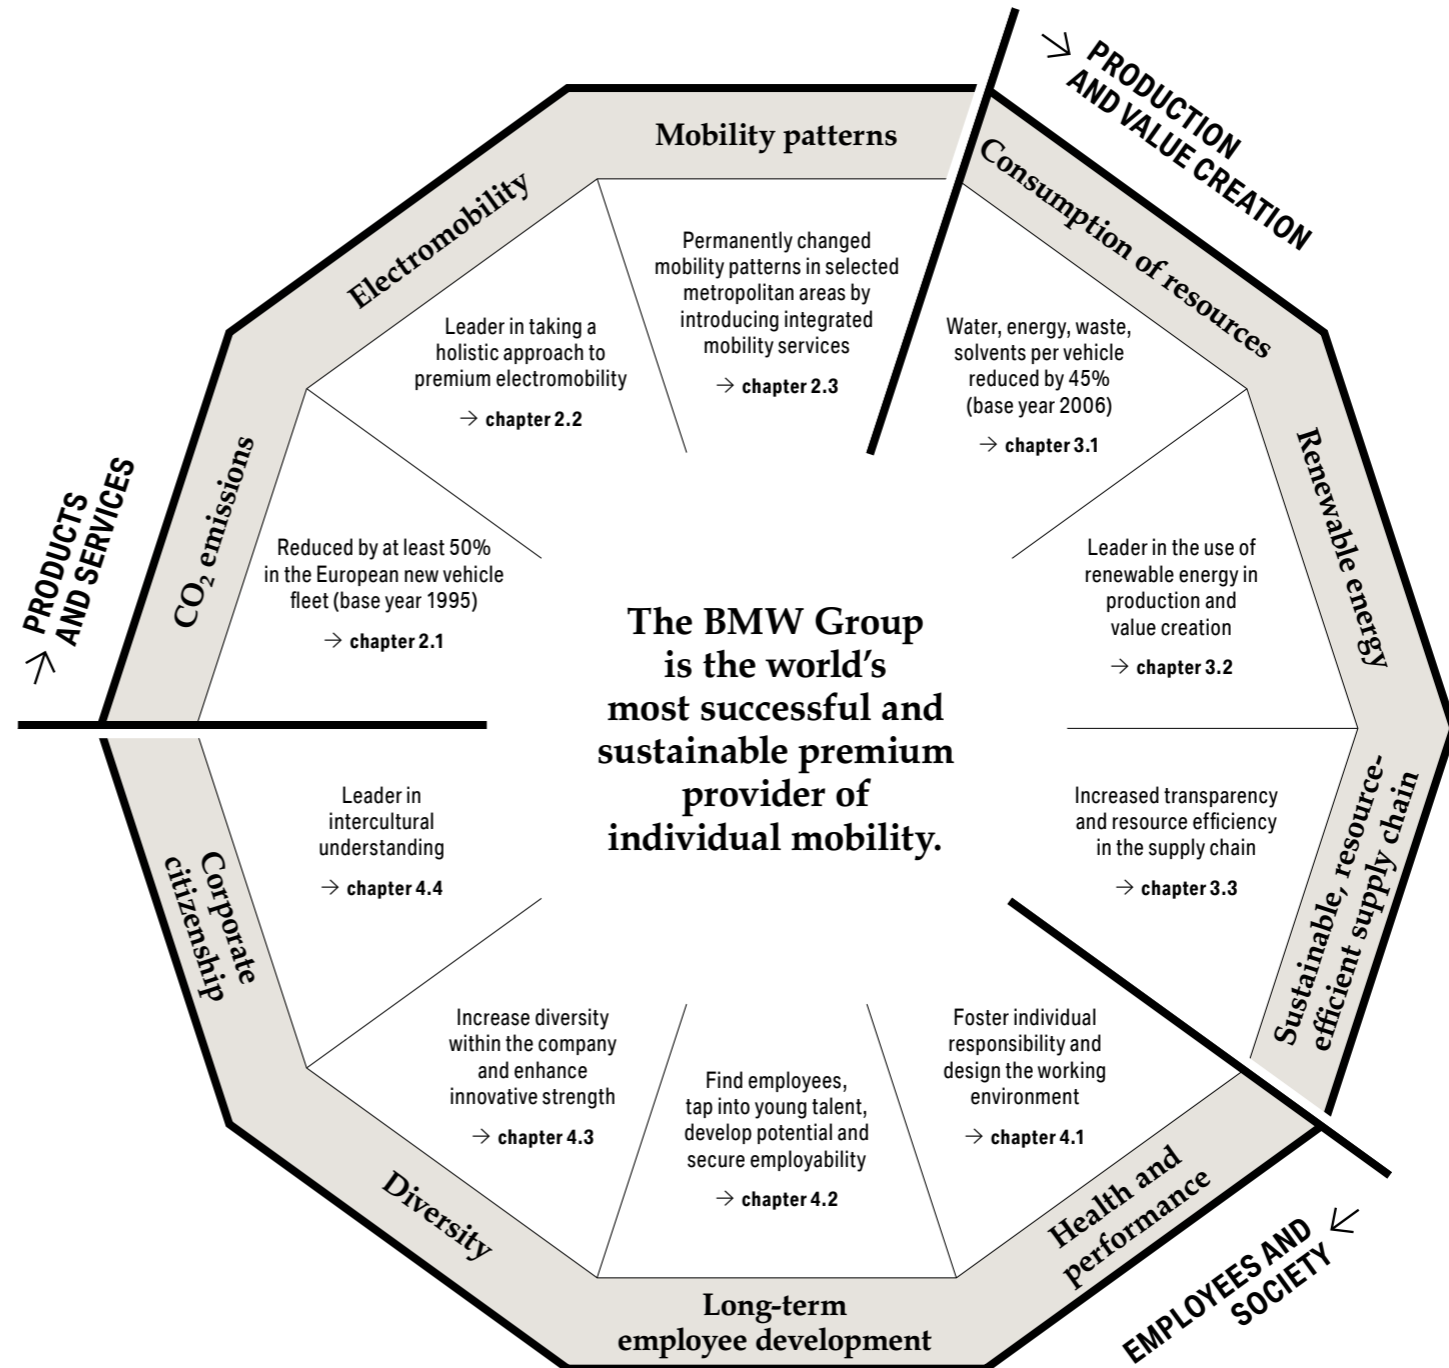 → PRODUCTS
AND SERVICES
CO₂ emissions
Reduced by at least 50%
in the European new vehicle
fleet (base year 1995)
→ chapter 2.1
Electromobility
Leader in taking a
holistic approach to
premium electromobility
→ chapter 2.2
Mobility patterns
Permanently changed
mobility patterns in selected
metropolitan areas by
introducing integrated
mobility services
→ chapter 2.3
→ PRODUCTION
AND VALUE CREATION
Consumption of resources
Water, energy, waste,
solvents per vehicle
reduced by 45%
(base year 2006)
→ chapter 3.1
Renewable energy
Leader in the use of
renewable energy in
production and
value creation
→ chapter 3.2
Sustainable, resource-
efficient supply chain
Increased transparency
and resource efficiency
in the supply chain
→ chapter 3.3
EMPLOYEES AND
SOCIETY ←
Health and
performance
Foster individual
responsibility and
design the working
environment
→ chapter 4.1
Long-term
employee development
Find employees,
tap into young talent,
develop potential and
secure employability
→ chapter 4.2
Diversity
Increase diversity
within the company
and enhance
innovative strength
→ chapter 4.3
Corporate
citizenship
Leader in
intercultural
understanding
→ chapter 4.4
The BMW Group
is the world's
most successful and
sustainable premium
provider of
individual mobility.